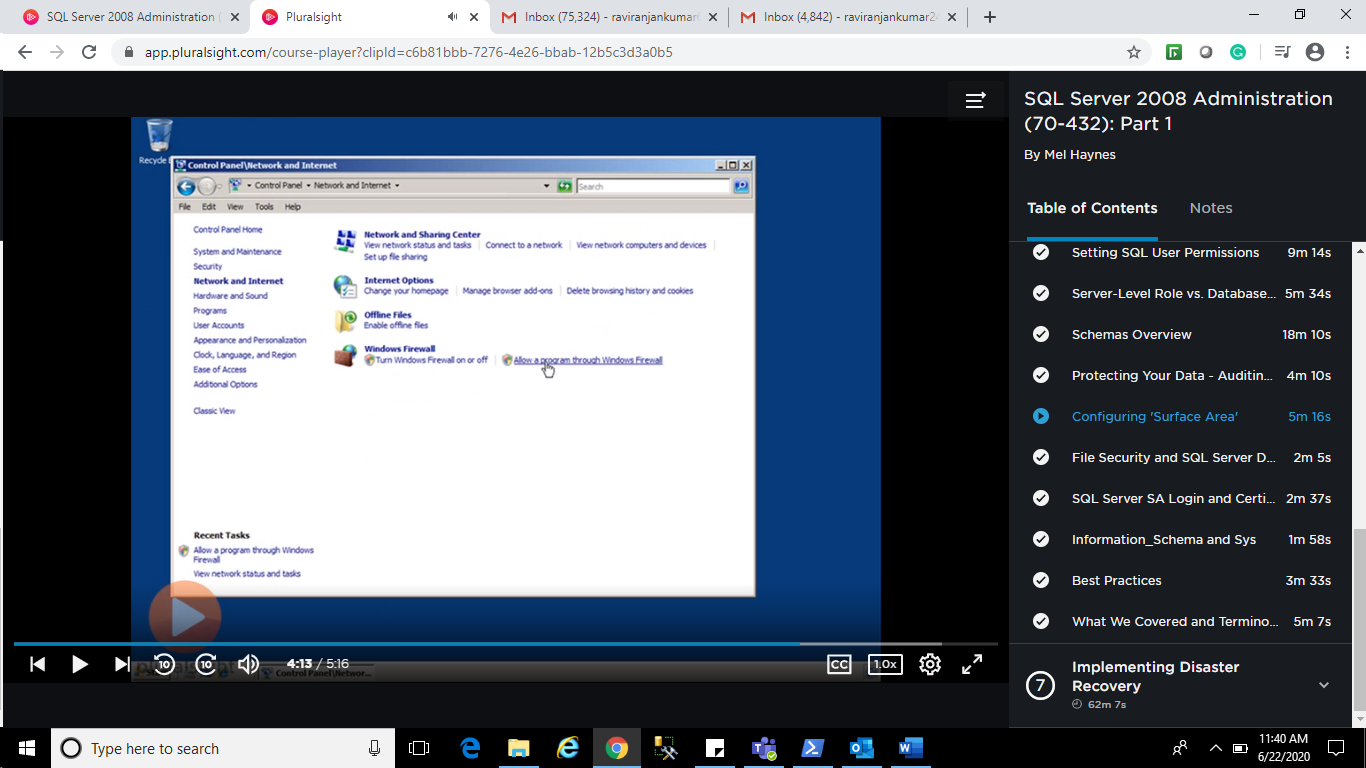 SQL Server 2008 Administration (
Pluralsight
Inbox (75,324) - raviranjankumar
Inbox (4,842) - raviranjankumar24
app.pluralsight.com/course-player?clipId=c6b81bbb-7276-4e26-bbab-12b5c3d3a0b5
Recycle
Control Panel\Network and Internet
Control Panel
Network and Internet
Search
File
Edit
View
Tools
Help
Control Panel Home
System and Maintenance
Security
Network and Internet
Hardware and Sound
Programs
User Accounts
Appearance and Personalization
Clock, Language, and Region
Ease of Access
Additional Options
Classic View
Network and Sharing Center
View network status and tasks
Connect to a network
View network computers and devices
Set up file sharing
Internet Options
Change your homepage
Manage browser add-ons
Delete browsing history and cookies
Offline Files
Enable offline files
Windows Firewall
Turn Windows Firewall on or off
Allow a program through Windows Firewall
Recent Tasks
Allow a program through Windows
Firewall
View network status and tasks
pluralsight
Control Panel\Networ...
10
10
4:13 / 5:16
CC
1.0x
SQL Server 2008 Administration
(70-432): Part 1
By Mel Haynes
Table of Contents
Notes
Setting SQL User Permissions 9m 14s
Server-Level Role vs. Database... 5m 34s
Schemas Overview 18m 10s
Protecting Your Data - Auditin... 4m 10s
Configuring 'Surface Area' 5m 16s
File Security and SQL Server D... 2m 5s
SQL Server SA Login and Certi... 2m 37s
Information_Schema and Sys 1m 58s
Best Practices 3m 33s
What We Covered and Termino... 5m 7s
7
Implementing Disaster
Recovery
62m 7s
Type here to search
11:40 AM
6/22/2020